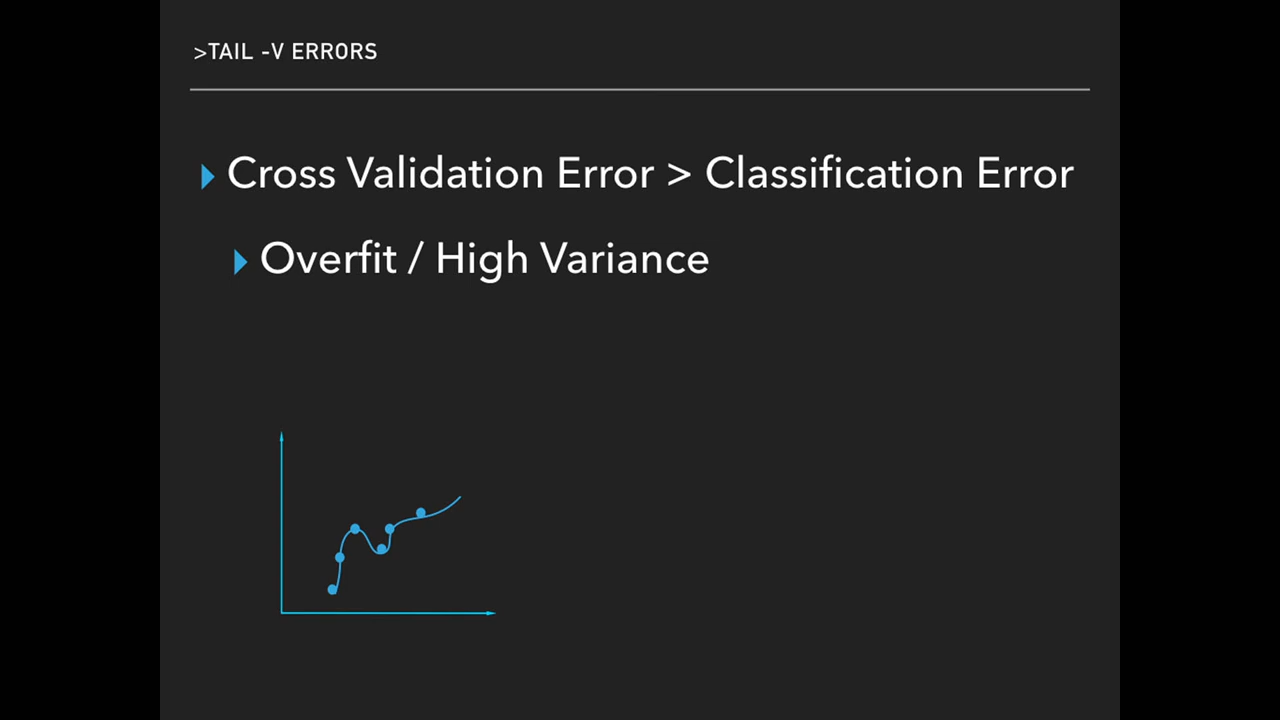 >TAIL -V ERRORS
Cross Validation Error > Classification Error
Overfit / High Variance